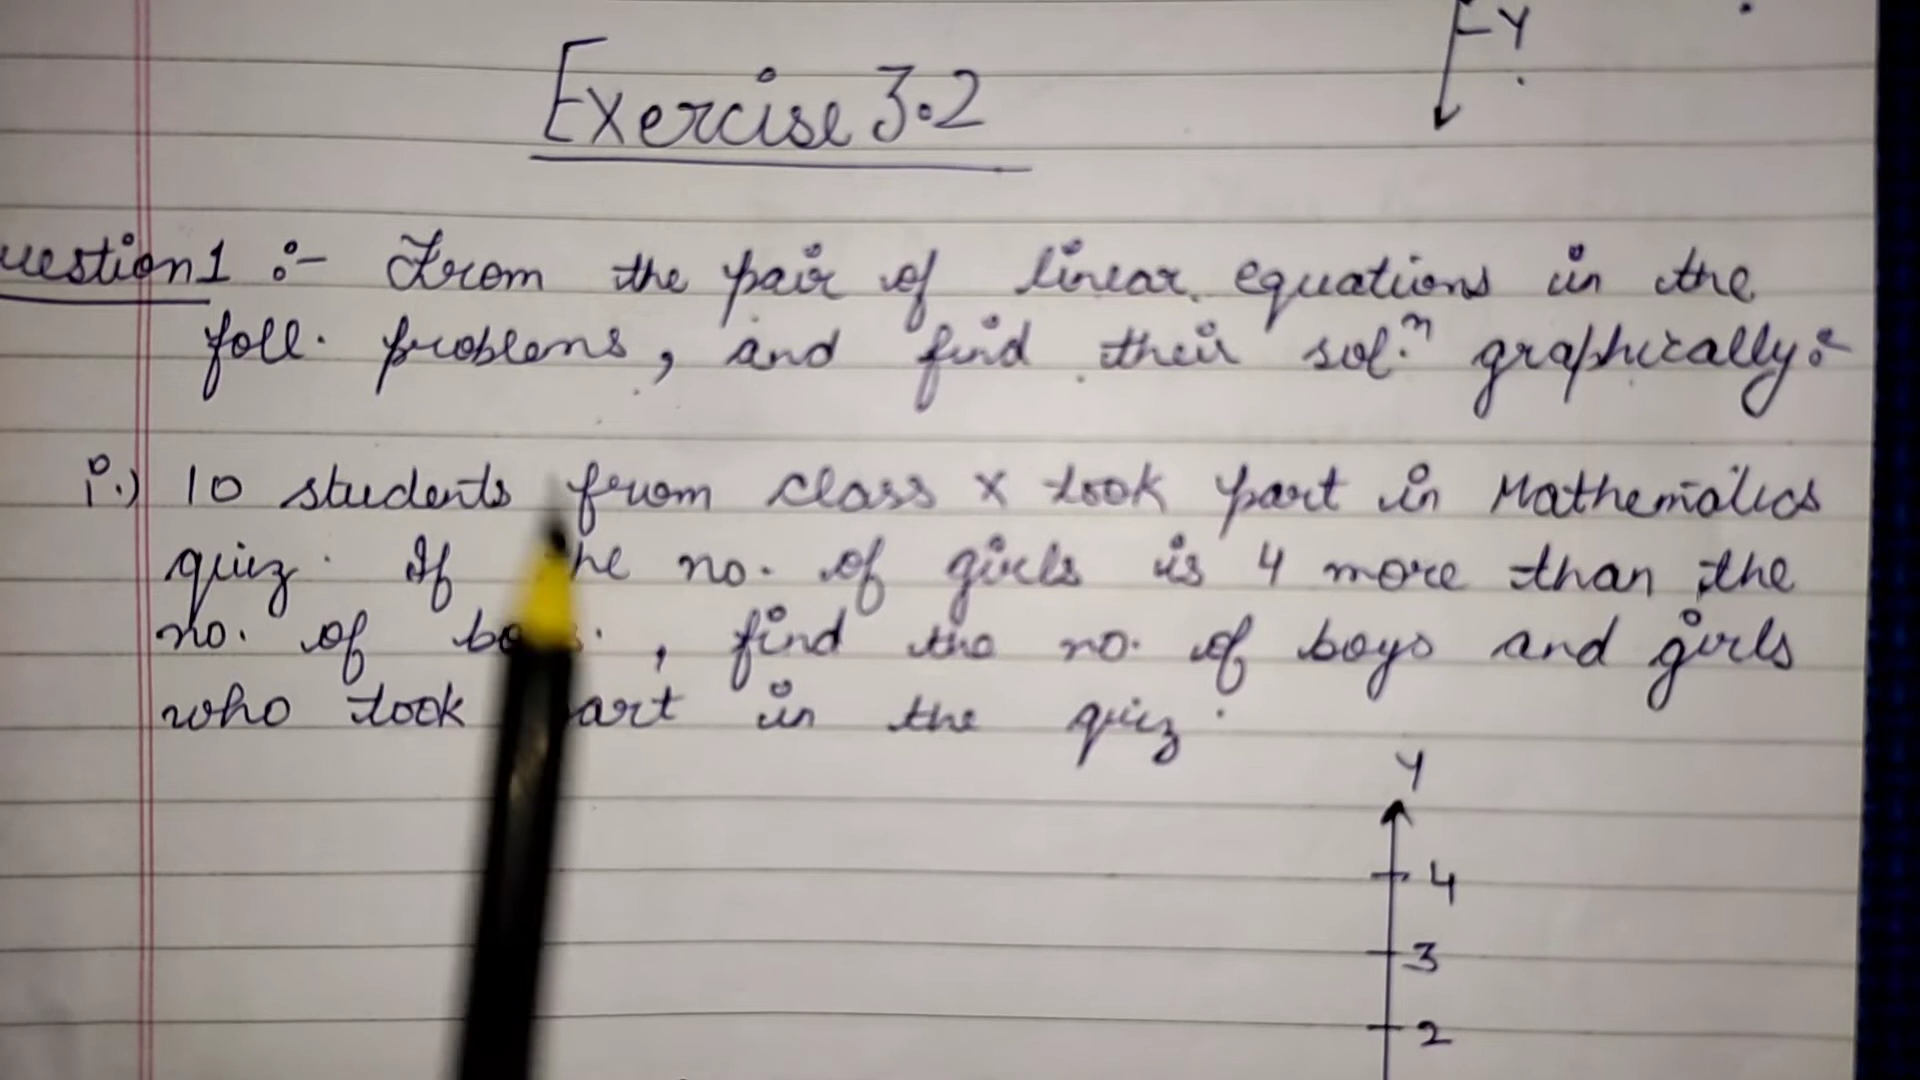 -Y
Exercise 3.2
uestion1 :- From the pair of linear equations in the
foll. problems, and find their sol.ⁿ graphically:-
i.) 10 students from class x took part in Mathematics
quiz. If he no. of girls is 4 more than the
no. of bo , find the no. of boys and girls
who took art in the quiz.
Y
4
3
2